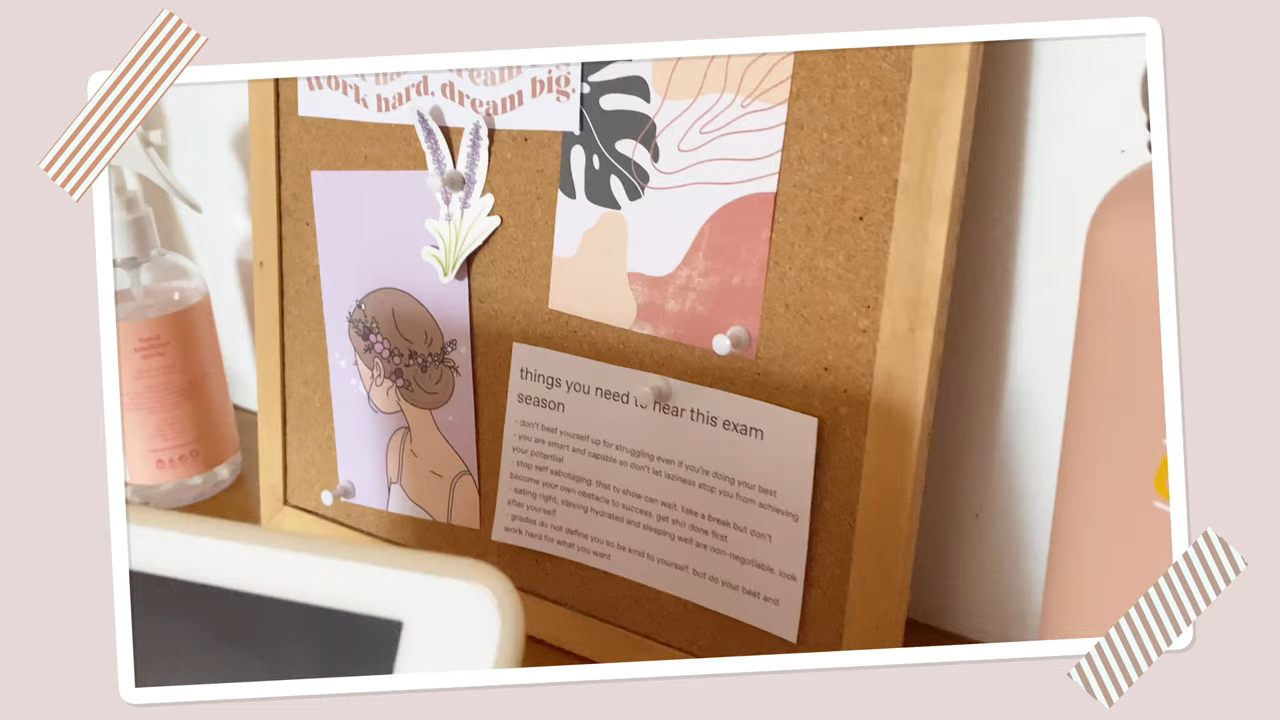 work hard, dream big.
things you need to hear this exam
season
- don't beat yourself up for struggling even if you're doing your best
- you are smart and capable so don't let laziness stop you from achieving
your potential
- stop self sabotaging. that tv show can wait. take a break but don't
become your own obstacle to success. get shit done first.
- eating right, staying hydrated and sleeping well are non-negotiable. look
after yourself
- grades do not define you so be kind to yourself, but do your best and
work hard for what you want